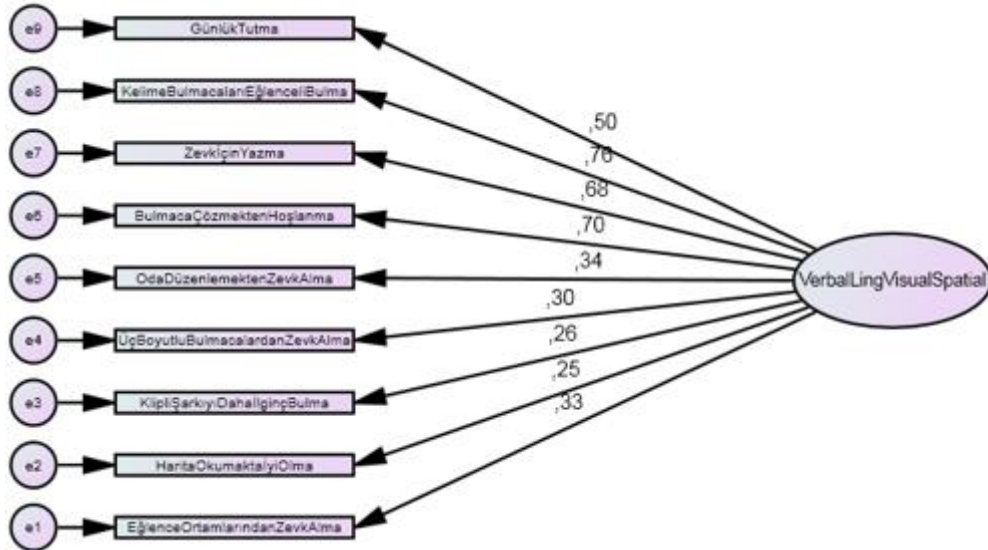 e9
GünlükTutma
e8
KelimeBulmacalarıEğlenceliBulma
e7
ZevkİçinYazma
e6
BulmacaÇözmektenHoşlanma
e5
OdaDüzenlemektenZevkAlma
e4
ÜçBoyutluBulmacalardanZevkAlma
e3
KlipliŞarkıyıDahaİlginçBulma
e2
HaritaOkumaktaİyiOlma
e1
EğlenceOrtamlarındanZevkAlma
,50
,76
,68
,70
,34
,30
,26
,25
,33
VerbalLingVisualSpatial